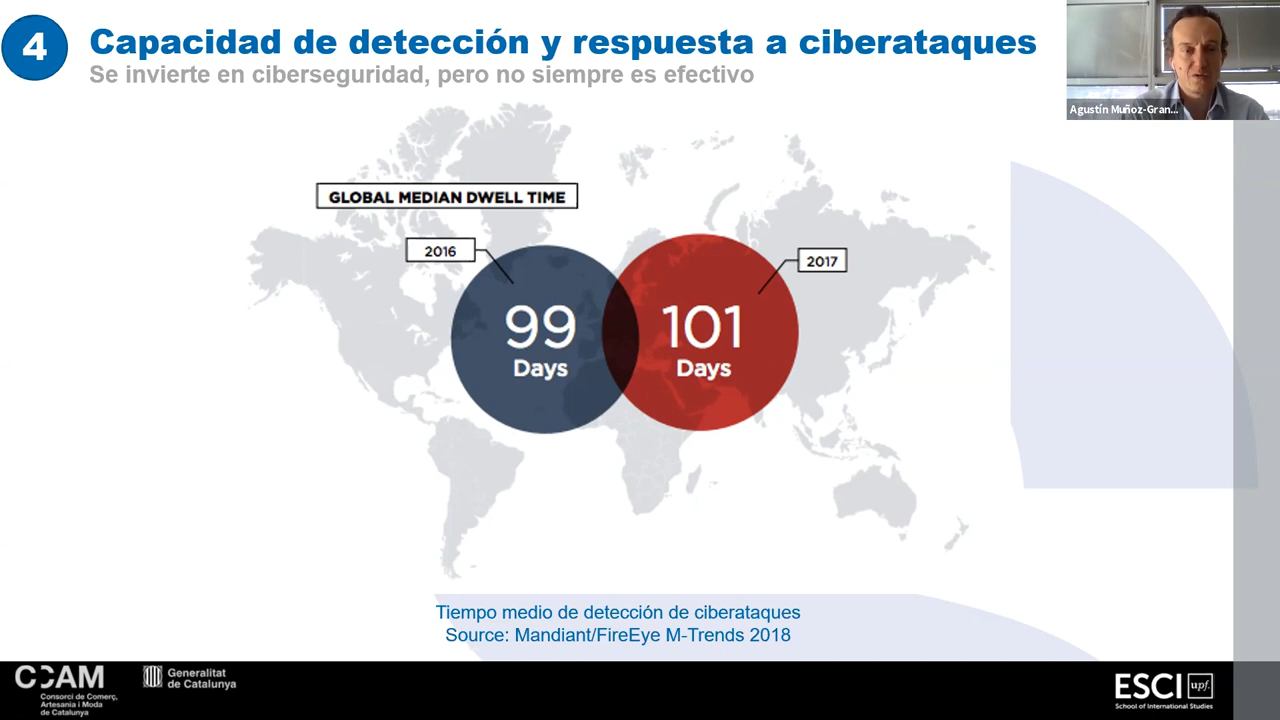 4
Capacidad de detección y respuesta a ciberataques
Se invierte en ciberseguridad, pero no siempre es efectivo
Agustín Muñoz-Gran...
GLOBAL MEDIAN DWELL TIME
2016
2017
99
Days
101
Days
Tiempo medio de detección de ciberataques
Source: Mandiant/FireEye M-Trends 2018
CCAM
Consorci de Comerç,
Artesania i Moda
de Catalunya
Generalitat
de Catalunya
ESCI upf.
School of International Studies